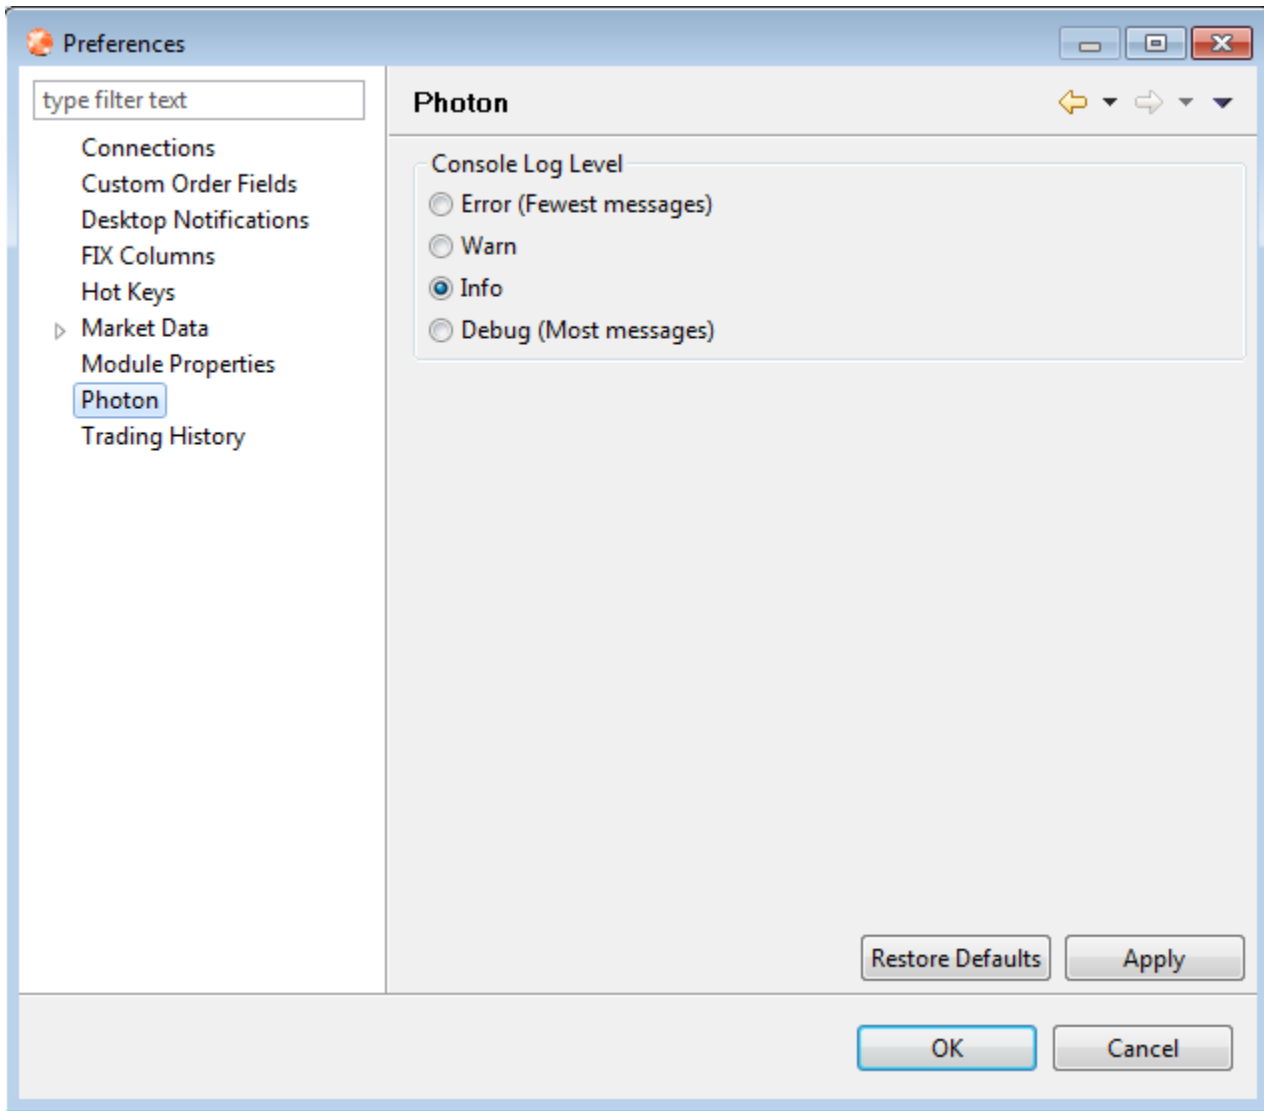 Preferences
type filter text
Connections
Custom Order Fields
Desktop Notifications
FIX Columns
Hot Keys
Market Data
Module Properties
Photon
Trading History
Photon
Console Log Level
Error (Fewest messages)
Warn
Info
Debug (Most messages)
Restore Defaults
Apply
OK
Cancel